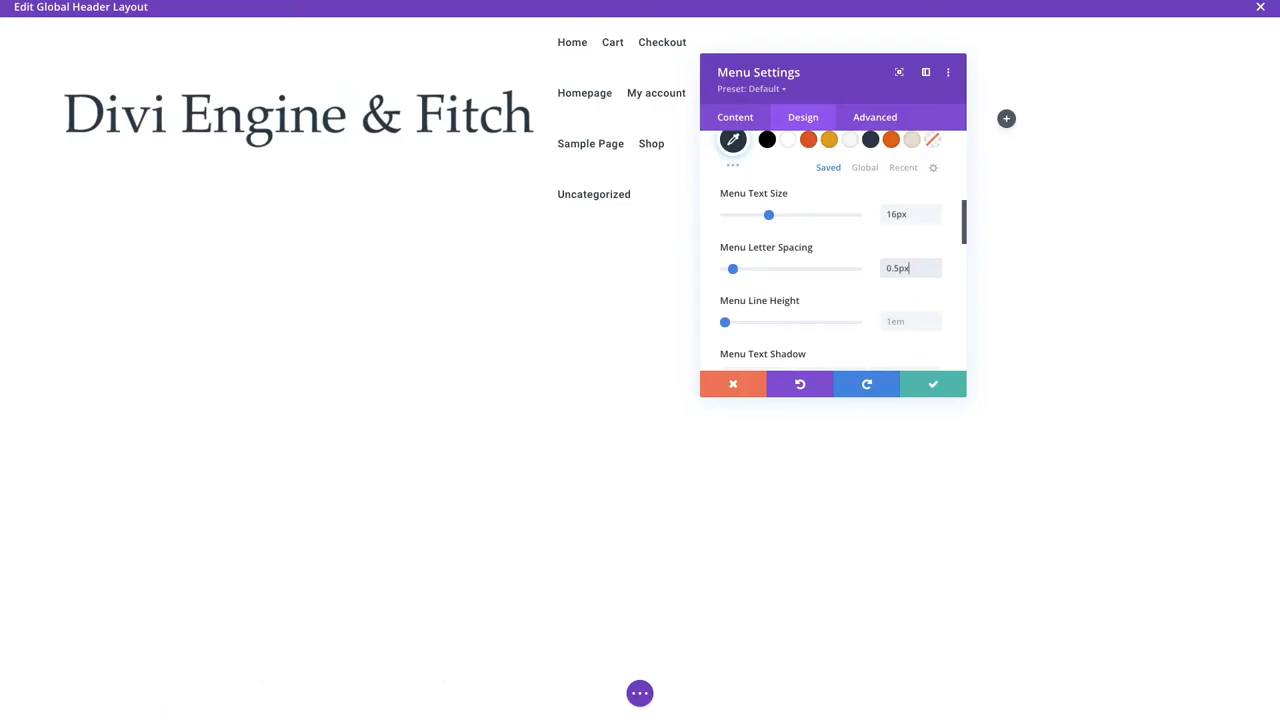 Edit Global Header Layout
Home Cart Checkout
Divi Engine & Fitch
Homepage My account
Sample Page Shop
Uncategorized
Menu Settings
Preset: Default
Content Design Advanced
Saved Global Recent
Menu Text Size
16px
Menu Letter Spacing
0.5px
Menu Line Height
1em
Menu Text Shadow